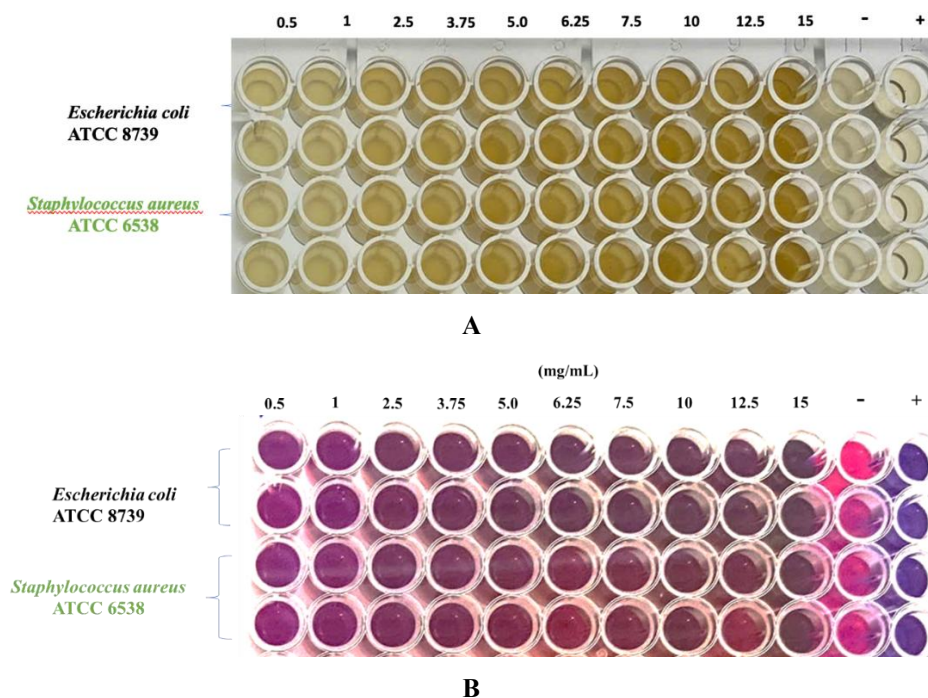 0.5 1 2.5 3.75 5.0 6.25 7.5 10 12.5 15 - +
Escherichia coli
ATCC 8739
Staphylococcus aureus
ATCC 6538
A
(mg/mL)
0.5 1 2.5 3.75 5.0 6.25 7.5 10 12.5 15 - +
Escherichia coli
ATCC 8739
Staphylococcus aureus
ATCC 6538
B